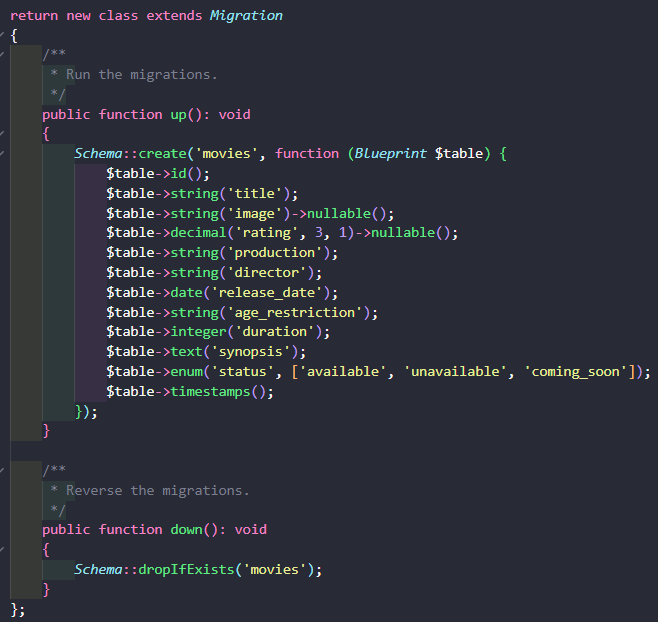 return new class extends Migration
{
    /**
     * Run the migrations.
     */
    public function up(): void
    {
        Schema::create('movies', function (Blueprint $table) {
            $table->id();
            $table->string('title');
            $table->string('image')->nullable();
            $table->decimal('rating', 3, 1)->nullable();
            $table->string('production');
            $table->string('director');
            $table->date('release_date');
            $table->string('age_restriction');
            $table->integer('duration');
            $table->text('synopsis');
            $table->enum('status', ['available', 'unavailable', 'coming_soon']);
            $table->timestamps();
        });
    }

    /**
     * Reverse the migrations.
     */
    public function down(): void
    {
        Schema::dropIfExists('movies');
    }
};